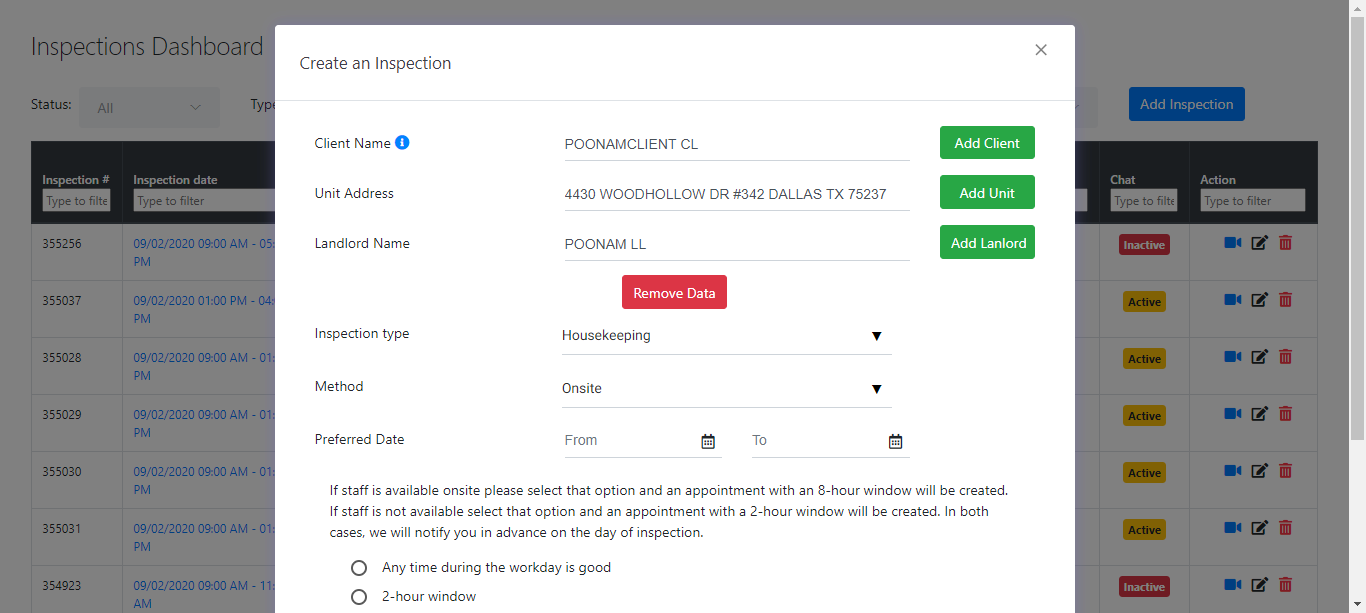 Inspections Dashboard
Create an Inspection
Status: All Type
Add Inspection
Client Name POONAMCLIENT CL Add Client
Unit Address 4430 WOODHOLLOW DR #342 DALLAS TX 75237 Add Unit
Landlord Name POONAM LL Add Lanlord
Remove Data
Inspection type Housekeeping
Method Onsite
Preferred Date From To
If staff is available onsite please select that option and an appointment with an 8-hour window will be created.
If staff is not available select that option and an appointment with a 2-hour window will be created. In both
cases, we will notify you in advance on the day of inspection.
Any time during the workday is good
2-hour window
Inspection # Inspection date Chat Action
Type to filte Type to filter Type to filte Type to filter
355256 09/02/2020 09:00 AM - 05: Inactive
PM
355037 09/02/2020 01:00 PM - 04: Active
PM
355028 09/02/2020 09:00 AM - 01: Active
PM
355029 09/02/2020 09:00 AM - 01: Active
PM
355030 09/02/2020 09:00 AM - 01: Active
PM
355031 09/02/2020 09:00 AM - 01: Active
PM
354923 09/02/2020 09:00 AM - 11: Inactive
AM